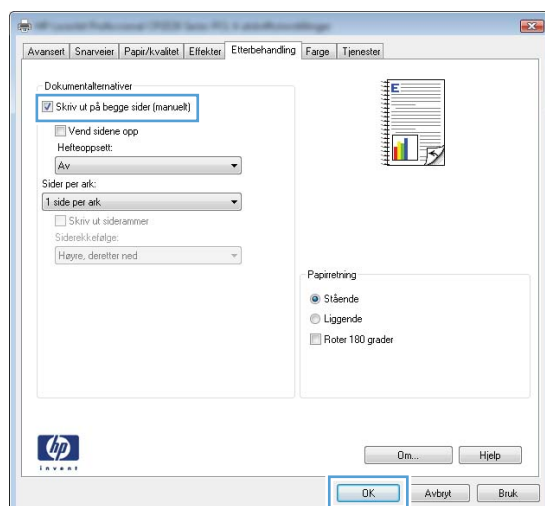 Avansert Snarveier Papir/kvalitet Effekter Etterbehandling Farge Tjenester
Dokumentalternativer
Skriv ut på begge sider (manuelt)
Vend sidene opp
Hefteoppsett:
Av
Sider per ark:
1 side per ark
Skriv ut siderammer
Siderekkefølge:
Høyre, deretter ned
E
Papirretning
Stående
Liggende
Roter 180 grader
hp
invent
Om... Hjelp
OK Avbryt Bruk